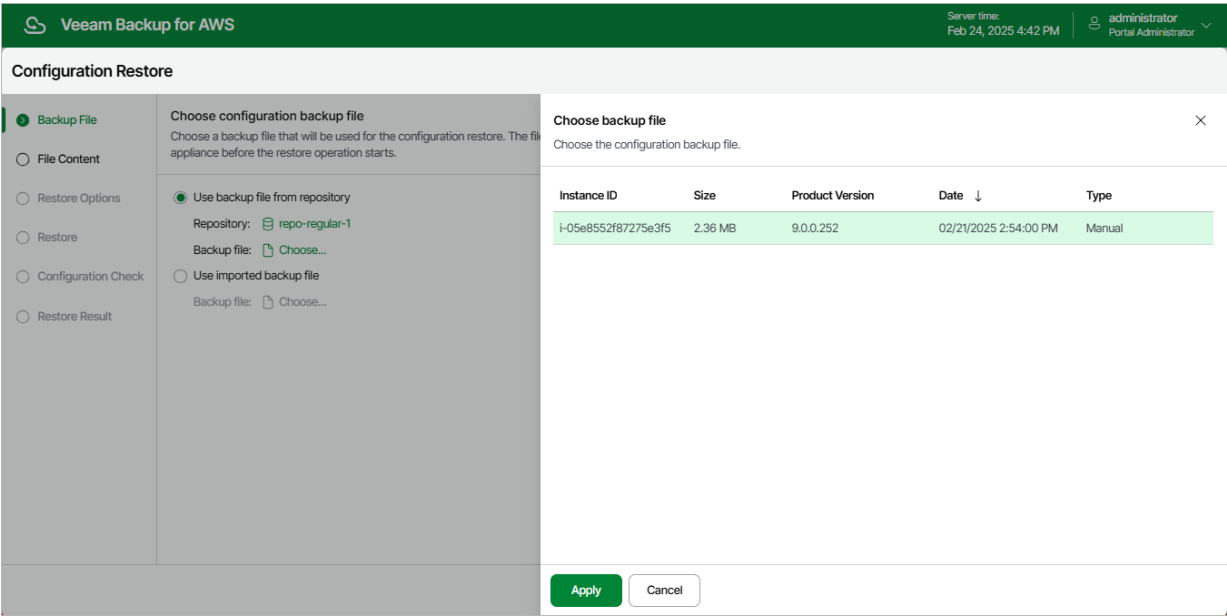 Veeam Backup for AWS
Server time:
Feb 24, 2025 4:42 PM
administrator
Portal Administrator
Configuration Restore
Backup File
File Content
Restore Options
Restore
Configuration Check
Restore Result
Choose configuration backup file
Choose a backup file that will be used for the configuration restore. The file
appliance before the restore operation starts.
Use backup file from repository
Repository: repo-regular-1
Backup file: Choose...
Use imported backup file
Backup file: Choose...
Choose backup file
Choose the configuration backup file.
Instance ID Size Product Version Date Type
i-05e8552f87275e3f5 2.36 MB 9.0.0.252 02/21/2025 2:54:00 PM Manual
Apply Cancel